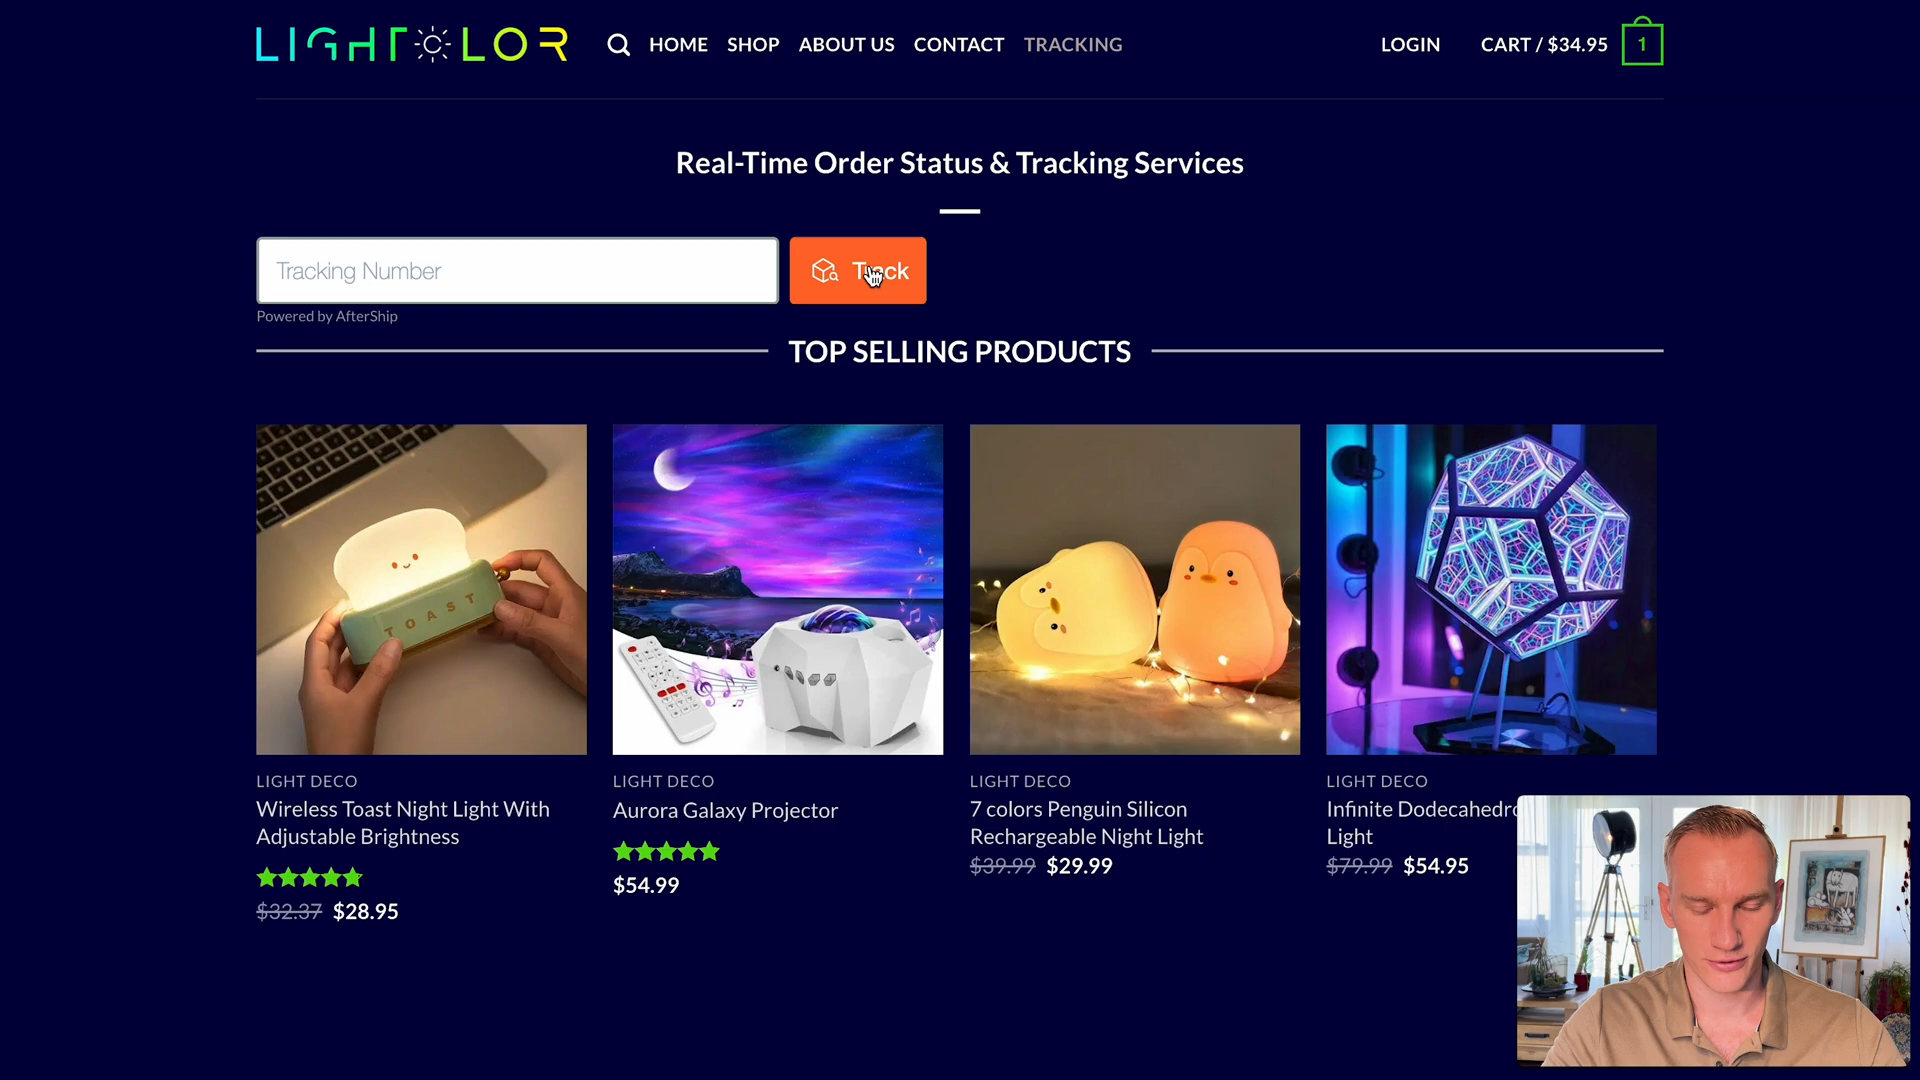 LIGHTCOLOR
HOME SHOP ABOUT US CONTACT TRACKING
LOGIN CART / $34.95 1
Real-Time Order Status & Tracking Services
Tracking Number
Track
Powered by AfterShip
TOP SELLING PRODUCTS
TOAST
LIGHT DECO
Wireless Toast Night Light With
Adjustable Brightness
$32.37 $28.95
LIGHT DECO
Aurora Galaxy Projector
$54.99
LIGHT DECO
7 colors Penguin Silicon
Rechargeable Night Light
$39.99 $29.99
LIGHT DECO
Infinite Dodecahedro
Light
$79.99 $54.95